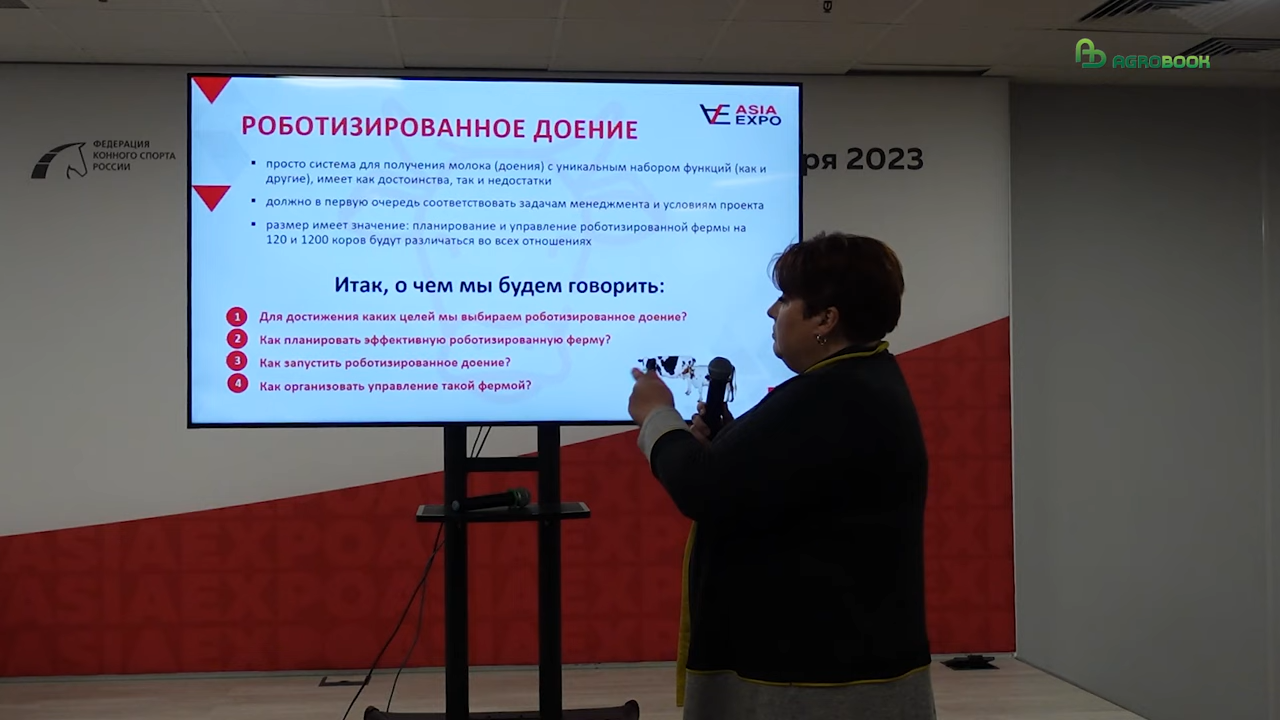 AGROBOOK
ФЕДЕРАЦИЯ
КОННОГО СПОРТА
РОССИИ
ря 2023
ASIA
EXPO
РОБОТИЗИРОВАННОЕ ДОЕНИЕ
▪ просто система для получения молока (доения) с уникальным набором функций (как и
другие), имеет как достоинства, так и недостатки
▪ должно в первую очередь соответствовать задачам менеджмента и условиям проекта
▪ размер имеет значение: планирование и управление роботизированной фермы на
120 и 1200 коров будут различаться во всех отношениях
Итак, о чем мы будем говорить:
1 Для достижения каких целей мы выбираем роботизированное доение?
2 Как планировать эффективную роботизированную ферму?
3 Как запустить роботизированное доение?
4 Как организовать управление такой фермой?
ASIAEXPO